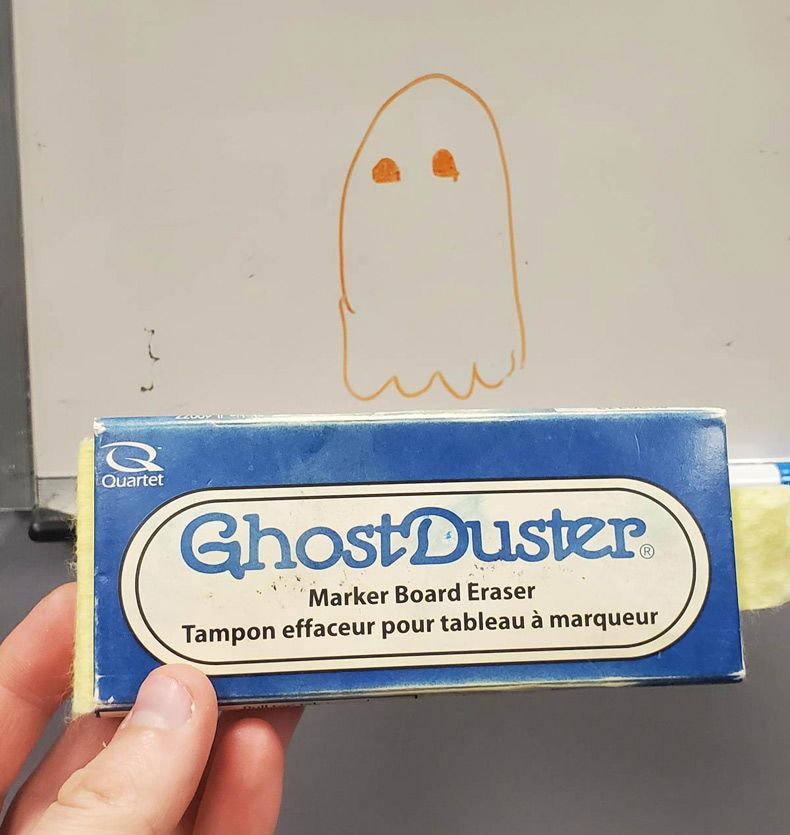 Quartet
GhostDuster®
Marker Board Eraser
Tampon effaceur pour tableau à marqueur